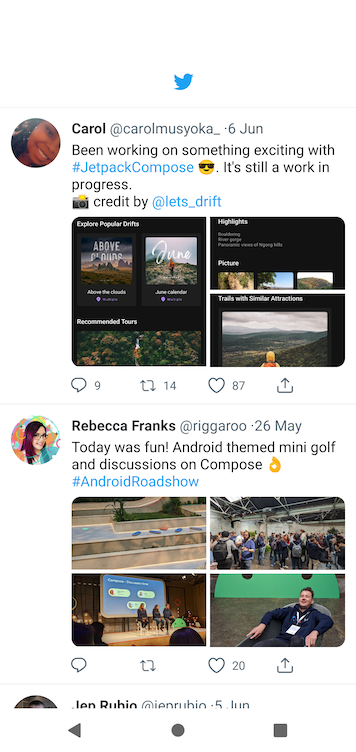 Carol @carolmusyoka_ ·6 Jun
Been working on something exciting with
#JetpackCompose 😎. It's still a work in
progress.
📸 credit by @lets_drift
Explore Popular Drifts
ABOVE
CLOUDS
June
Above the clouds
June calendar
Recommended Tours
Highlights
Bouldering
River gorge
Panoramic views of Ngong hills
Picture
Trails with Similar Attractions
9
14
87
Rebecca Franks @riggaroo ·26 May
Today was fun! Android themed mini golf
and discussions on Compose 👌
#AndroidRoadshow
20
Jen Rubio @jenrubio ·5 Jun